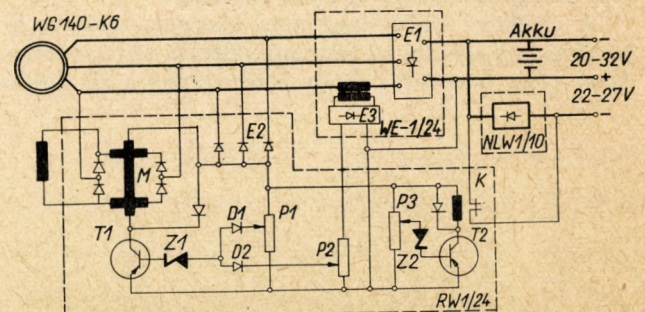 WG 140-K6
E1
Akku
−
20-32V
+
22-27V
−
E3
WE-1/24
NLW1/10
E2
M
K
D1
P1
P3
T1
Z1
D2
P2
Z2
T2
RW1/24